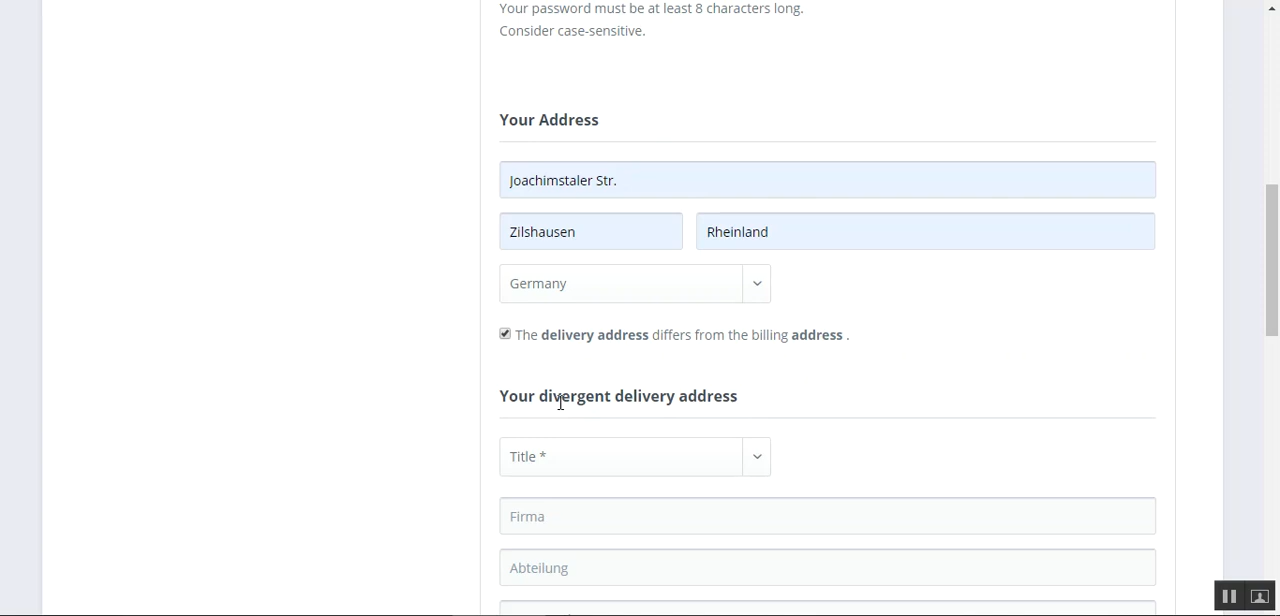 Your password must be at least 8 characters long.
Consider case-sensitive.
Your Address
Joachimstaler Str.
Zilshausen Rheinland
Germany
The delivery address differs from the billing address .
Your divergent delivery address
Title *
Firma
Abteilung